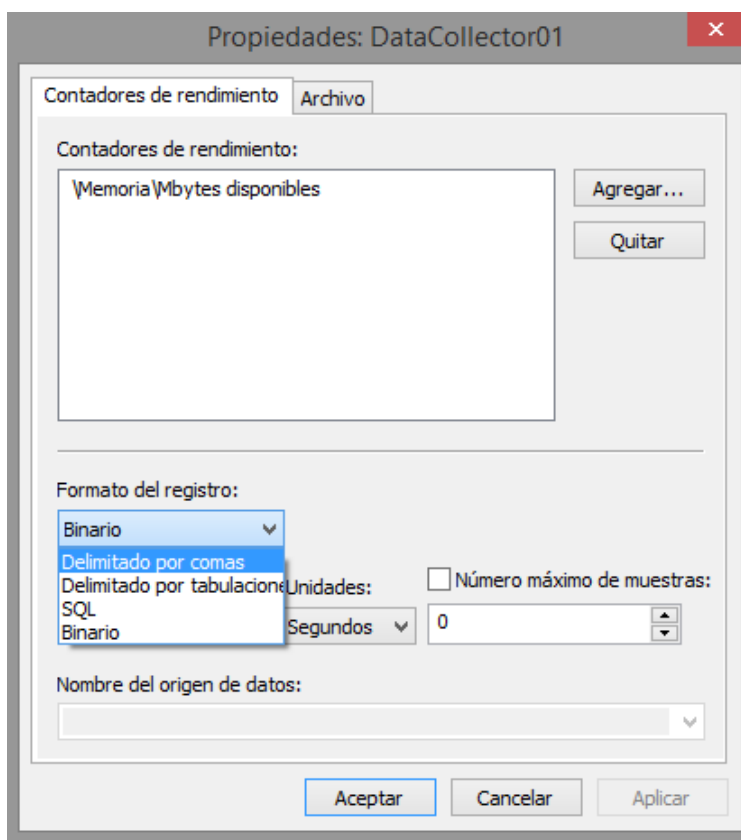 Propiedades: DataCollector01
Contadores de rendimiento
Archivo
Contadores de rendimiento:
\Memoria\Mbytes disponibles
Agregar...
Quitar
Formato del registro:
Binario
Delimitado por comas
Delimitado por tabulacione
SQL
Binario
Unidades:
Segundos
Número máximo de muestras:
0
Nombre del origen de datos:
Aceptar
Cancelar
Aplicar